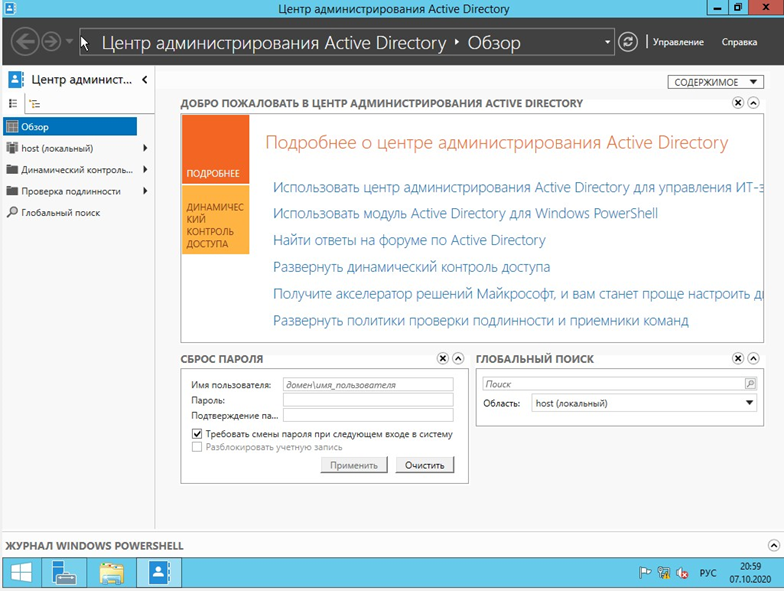 Центр администрирования Active Directory
Центр администрирования Active Directory • Обзор
Управление
Справка
Центр админист...
СОДЕРЖИМОЕ
Обзор
host (локальный)
Динамический контроль...
Проверка подлинности
Глобальный поиск
ДОБРО ПОЖАЛОВАТЬ В ЦЕНТР АДМИНИСТРИРОВАНИЯ ACTIVE DIRECTORY
ПОДРОБНЕЕ
ДИНАМИЧЕС
КИЙ
КОНТРОЛЬ
ДОСТУПА
Подробнее о центре администрирования Active Directory
Использовать центр администрирования Active Directory для управления ИТ-з
Использовать модуль Active Directory для Windows PowerShell
Найти ответы на форуме по Active Directory
Развернуть динамический контроль доступа
Получите акселератор решений Майкрософт, и вам станет проще настроить д
Развернуть политики проверки подлинности и приемники команд
СБРОС ПАРОЛЯ
Имя пользователя: домен\имя_пользователя
Пароль:
Подтверждение па...
Требовать смены пароля при следующем входе в систему
Разблокировать учетную запись
Применить
Очистить
ГЛОБАЛЬНЫЙ ПОИСК
Поиск
Область: host (локальный)
ЖУРНАЛ WINDOWS POWERSHELL
РУС
20:59
07.10.2020